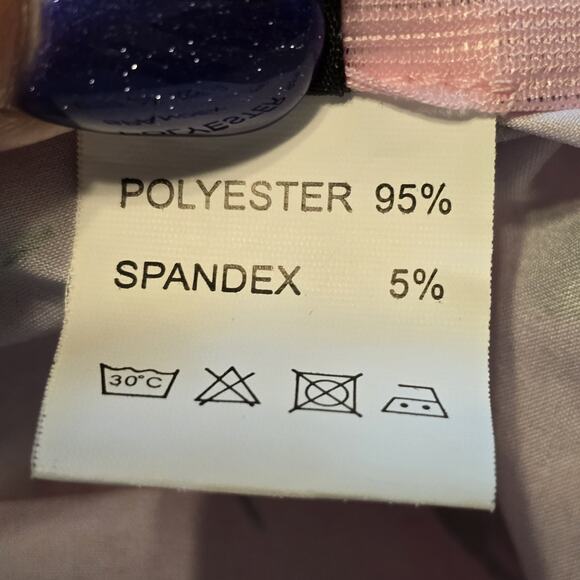 POLYESTER 95%
SPANDEX 5%
30°C